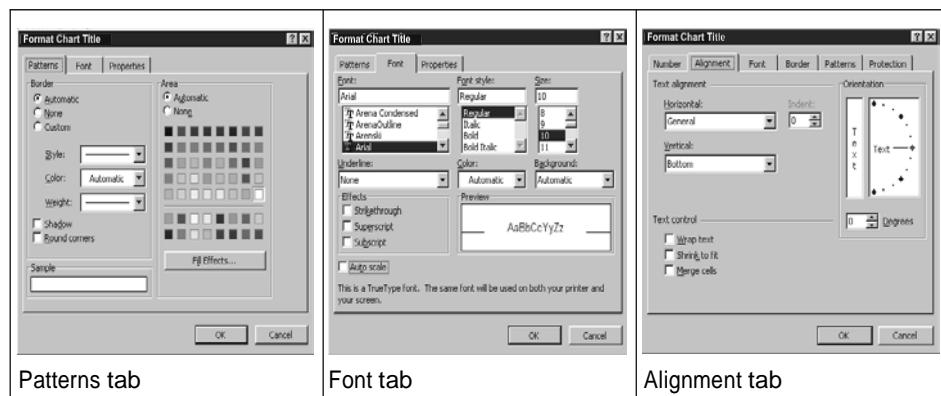 Format Chart Title
Patterns Font Properties
Border
Automatic
None
Custom
Style:
Color: Automatic
Weight:
Shadow
Round corners
Sample
Area
Automatic
None
Fill Effects...
OK Cancel
Patterns tab
Format Chart Title
Patterns Font Properties
Font: Font style: Size:
Arial Regular 10
Arena Condensed Regular 8
ArenaOutline Italic 9
Arenski Bold 10
Arial Bold Italic 11
Underline: Color: Background:
None Automatic Automatic
Effects
Strikethrough
Superscript
Subscript
Preview
AaBbCcYyZz
Auto scale
This is a TrueType font. The same font will be used on both your printer and
your screen.
OK Cancel
Font tab
Format Chart Title
Number Alignment Font Border Patterns Protection
Text alignment
Horizontal: Indent:
General 0
Vertical:
Bottom
Text control
Wrap text
Shrink to fit
Merge cells
Orientation
Text
Text
0 Degrees
OK Cancel
Alignment tab